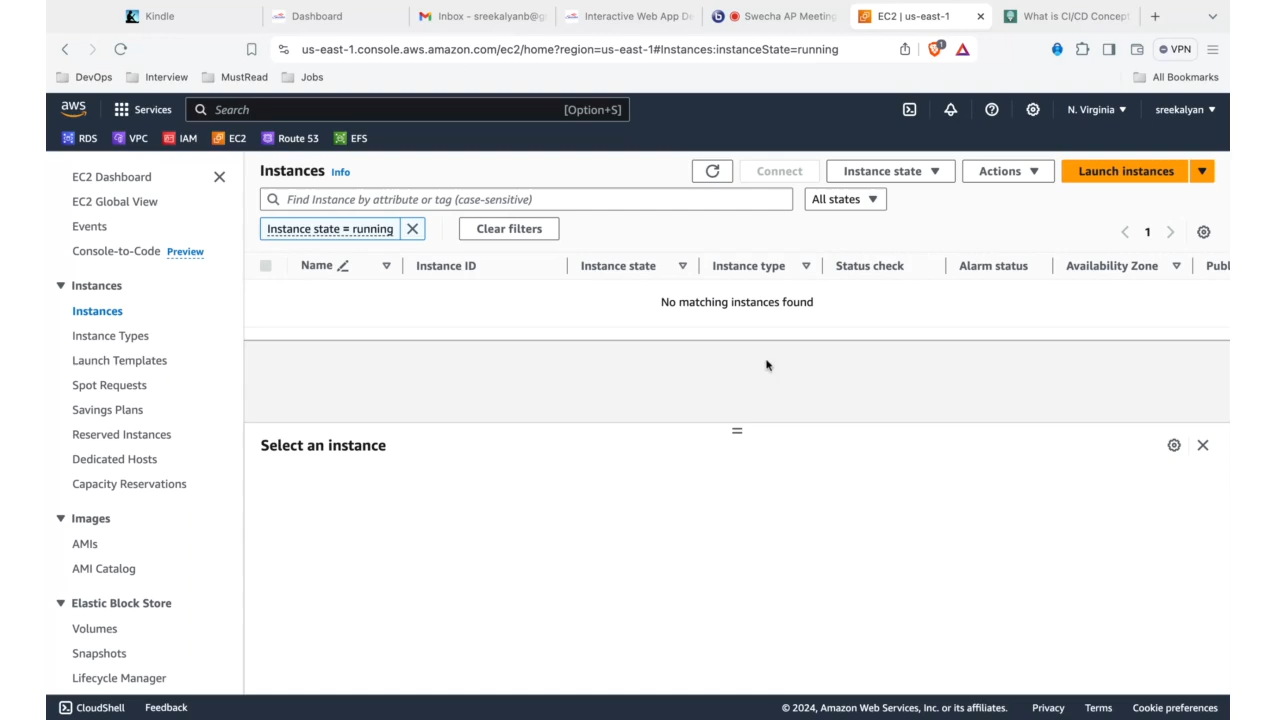 Kindle
Dashboard
Inbox - sreekalyanb@g
Interactive Web App De
Swecha AP Meeting
EC2 | us-east-1
What is CI/CD Concept
us-east-1.console.aws.amazon.com/ec2/home?region=us-east-1#Instances:instanceState=running
1
VPN
DevOps
Interview
MustRead
Jobs
All Bookmarks
aws
Services
Search
[Option+S]
N. Virginia
sreekalyan
RDS
VPC
IAM
EC2
Route 53
EFS
EC2 Dashboard
EC2 Global View
Events
Console-to-Code Preview
Instances
Instances
Instance Types
Launch Templates
Spot Requests
Savings Plans
Reserved Instances
Dedicated Hosts
Capacity Reservations
Images
AMIs
AMI Catalog
Elastic Block Store
Volumes
Snapshots
Lifecycle Manager
Instances Info
Connect
Instance state
Actions
Launch instances
Find Instance by attribute or tag (case-sensitive)
All states
Instance state = running
Clear filters
1
Name
Instance ID
Instance state
Instance type
Status check
Alarm status
Availability Zone
Publ
No matching instances found
Select an instance
CloudShell
Feedback
© 2024, Amazon Web Services, Inc. or its affiliates.
Privacy
Terms
Cookie preferences